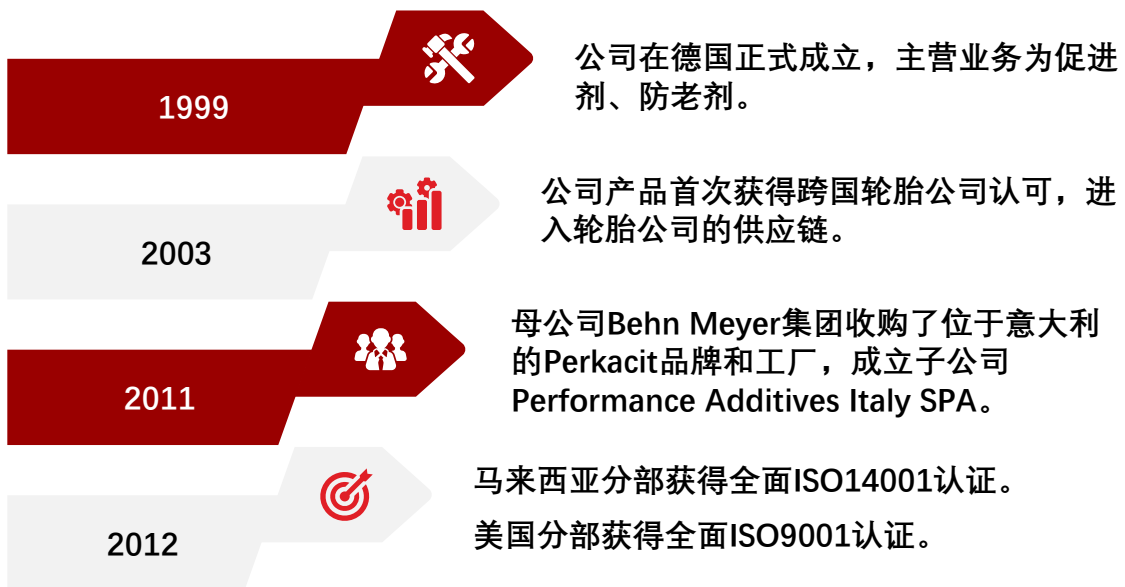 1999
公司在德国正式成立，主营业务为促进
剂、防老剂。
2003
公司产品首次获得跨国轮胎公司认可，进
入轮胎公司的供应链。
2011
母公司Behn Meyer集团收购了位于意大利
的Perkacit品牌和工厂，成立子公司
Performance Additives Italy SPA。
2012
马来西亚分部获得全面ISO14001认证。
美国分部获得全面ISO9001认证。